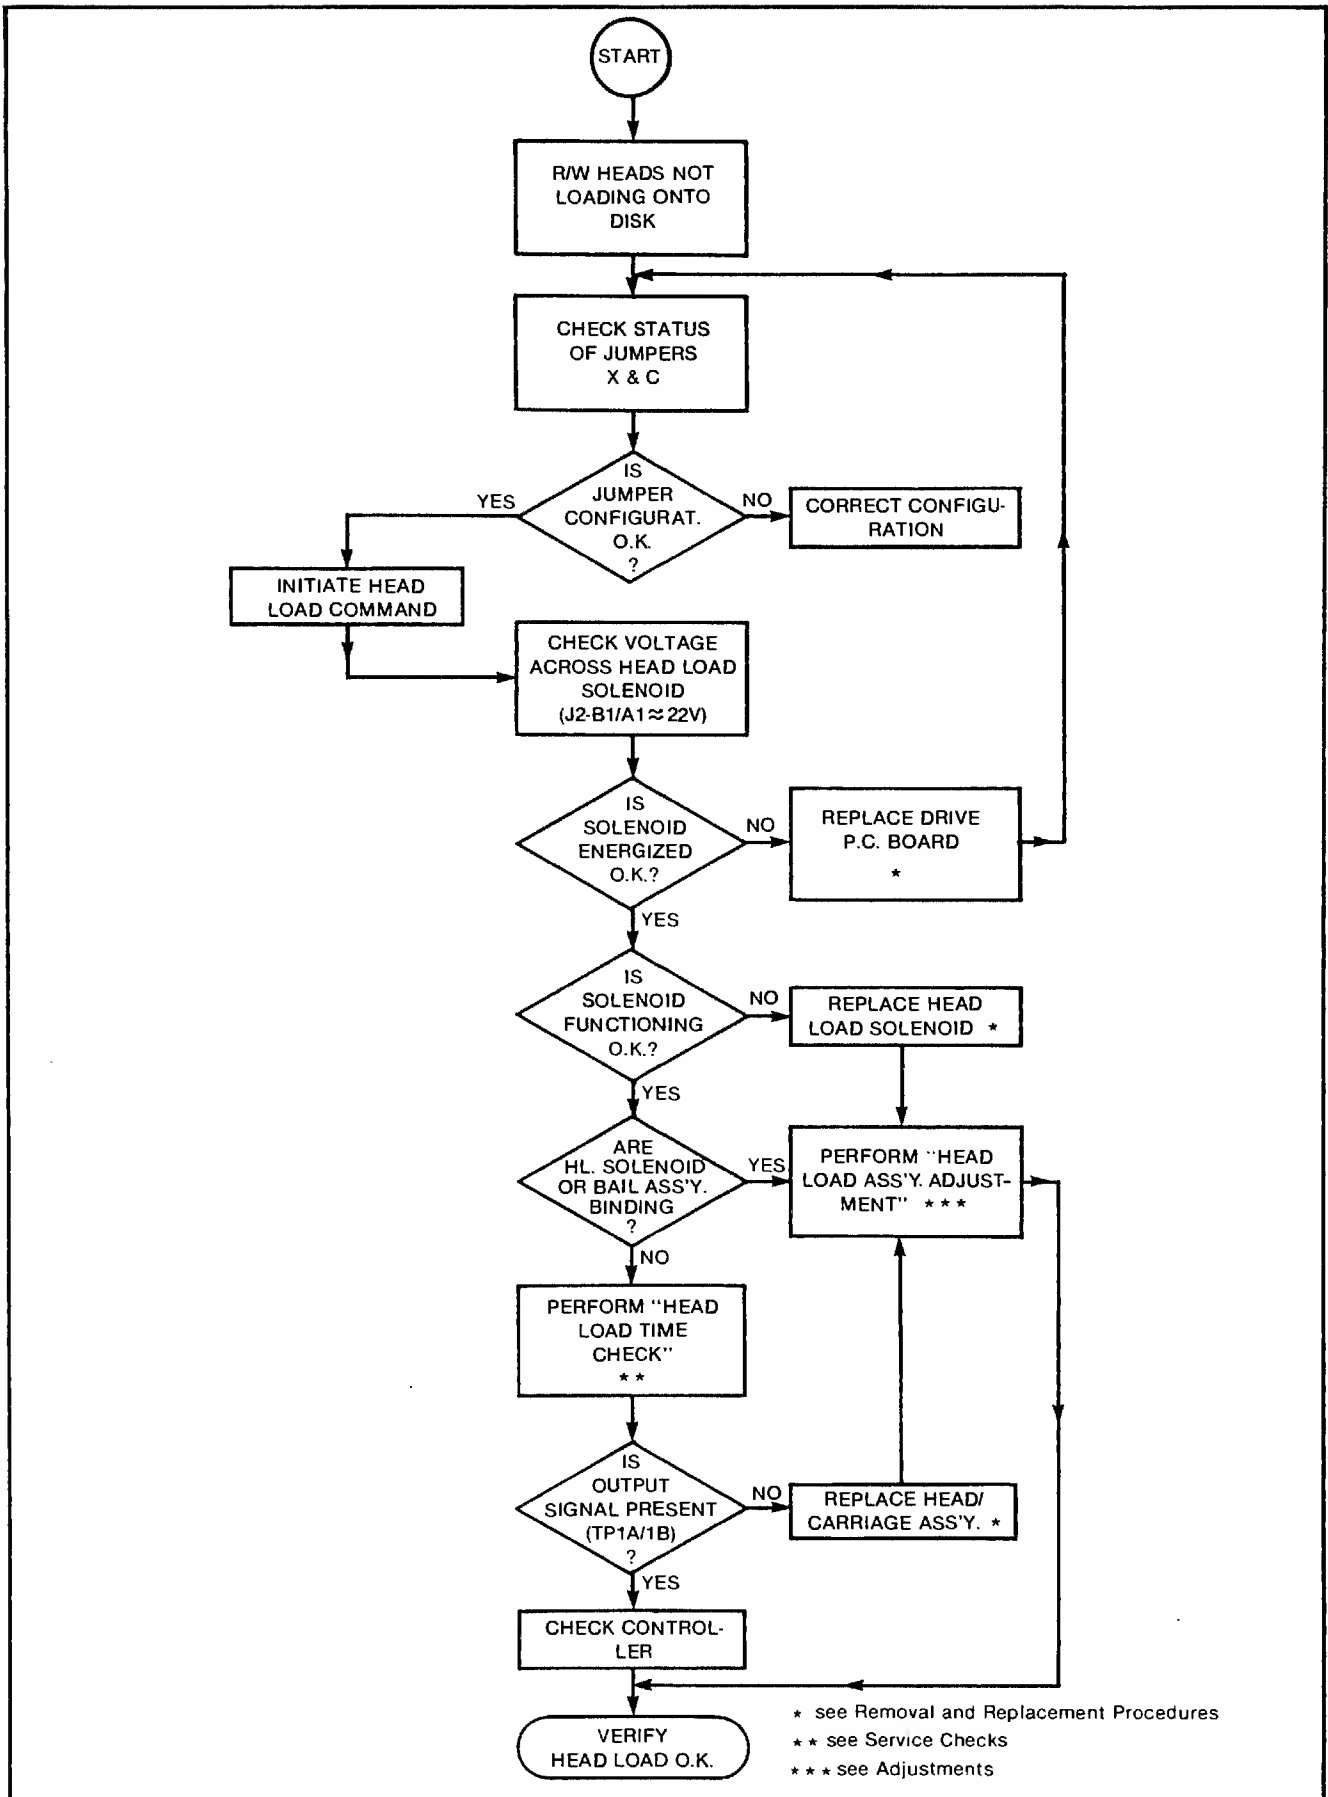 START
R/W HEADS NOT
LOADING ONTO
DISK
CHECK STATUS
OF JUMPERS
X & C
IS
JUMPER
CONFIGURAT.
O.K.
?
YES
NO
CORRECT CONFIGU-
RATION
INITIATE HEAD
LOAD COMMAND
CHECK VOLTAGE
ACROSS HEAD LOAD
SOLENOID
(J2-B1/A1≈22V)
IS
SOLENOID
ENERGIZED
O.K.?
NO
REPLACE DRIVE
P.C. BOARD
*
YES
IS
SOLENOID
FUNCTIONING
O.K.?
NO
REPLACE HEAD
LOAD SOLENOID *
YES
ARE
HL. SOLENOID
OR BAIL ASS'Y.
BINDING
?
YES
PERFORM "HEAD
LOAD ASS'Y. ADJUST-
MENT" * * *
NO
PERFORM "HEAD
LOAD TIME
CHECK"
* *
IS
OUTPUT
SIGNAL PRESENT
(TP1A/1B)
?
NO
REPLACE HEAD/
CARRIAGE ASS'Y. *
YES
CHECK CONTROL-
LER
VERIFY
HEAD LOAD O.K.
* see Removal and Replacement Procedures
* * see Service Checks
* * * see Adjustments